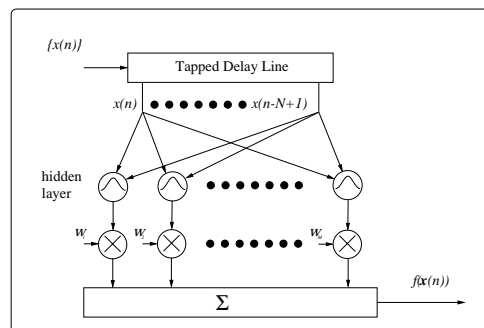 {x(n)}
Tapped Delay Line
x(n) x(n-N+1)
hidden
layer
W W W
Σ
f(x(n))